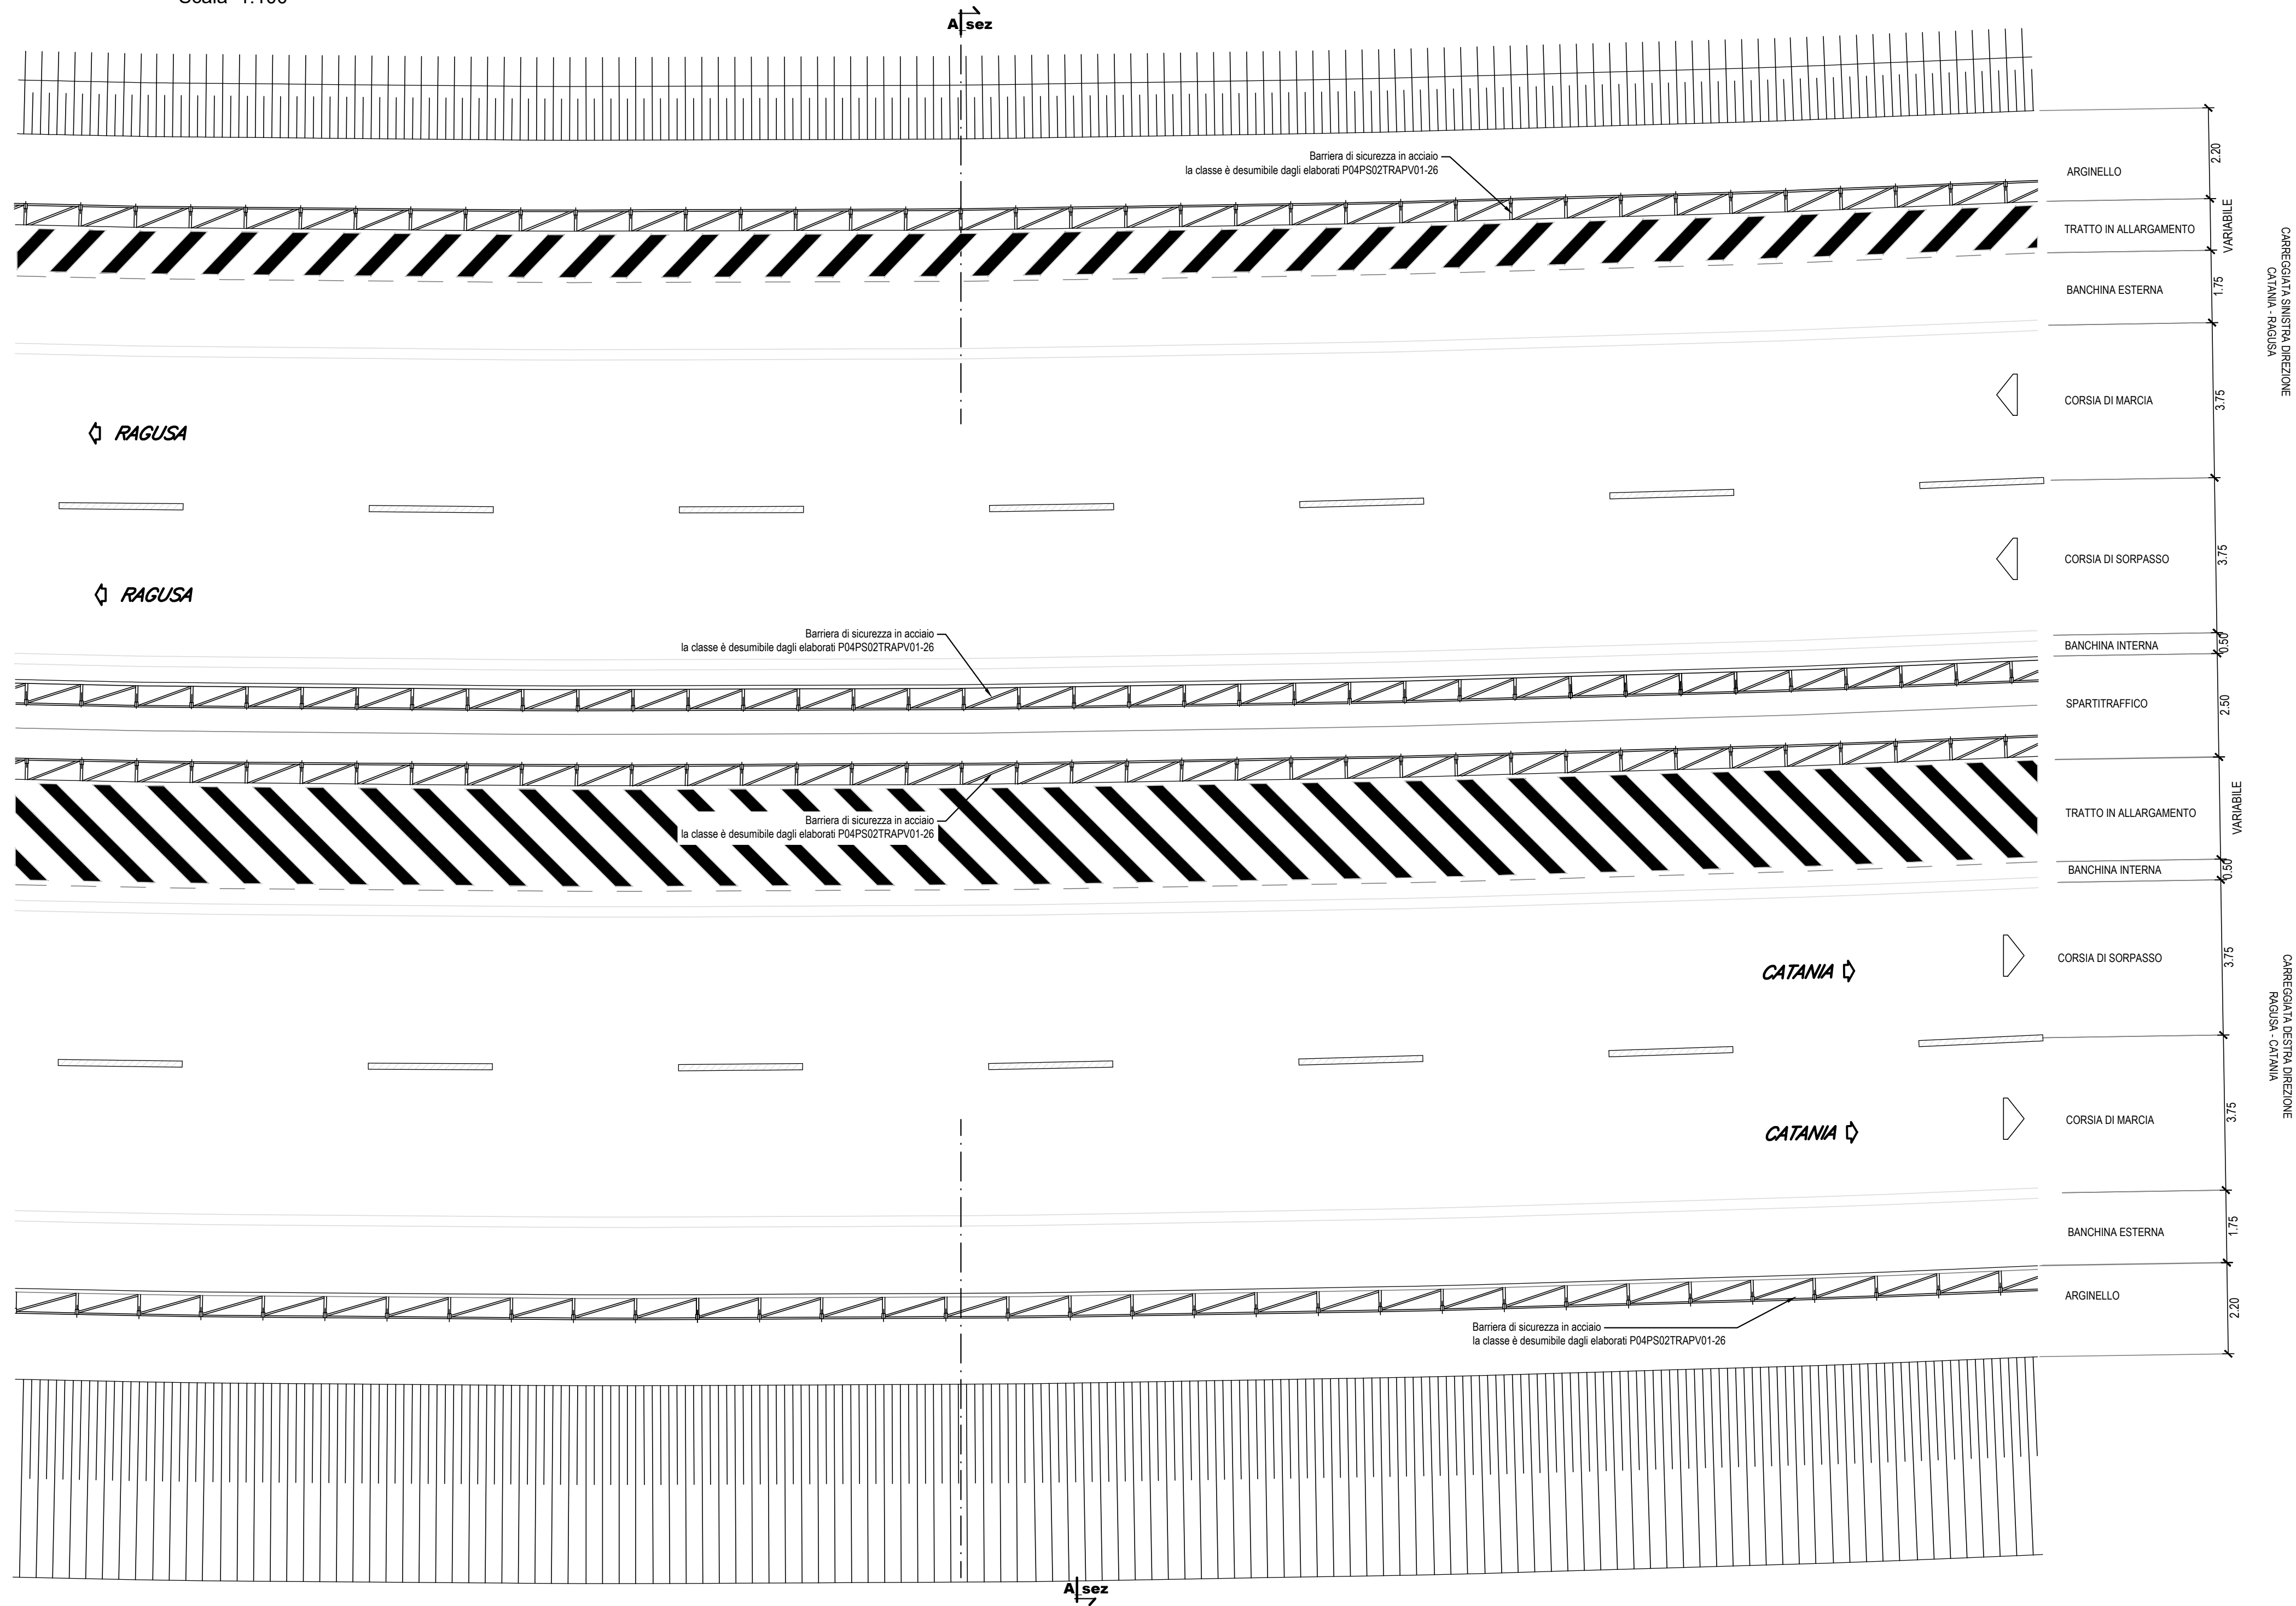 Scala 1:100
A sez
Barriera di sicurezza in acciaio
la classe è desumibile dagli elaborati P04PS02TRAPV01-26
ARGINELLO
2.20
TRATTO IN ALLARGAMENTO
VARIABILE
BANCHINA ESTERNA
1.75
CARREGGIATA SINISTRA DIREZIONE
CATANIA - RAGUSA
CORSIA DI MARCIA
3.75
RAGUSA
CORSIA DI SORPASSO
3.75
RAGUSA
Barriera di sicurezza in acciaio
la classe è desumibile dagli elaborati P04PS02TRAPV01-26
BANCHINA INTERNA
0.50
SPARTITRAFFICO
2.50
Barriera di sicurezza in acciaio
la classe è desumibile dagli elaborati P04PS02TRAPV01-26
TRATTO IN ALLARGAMENTO
VARIABILE
BANCHINA INTERNA
0.50
CATANIA
CORSIA DI SORPASSO
3.75
CARREGGIATA DESTRA DIREZIONE
RAGUSA - CATANIA
CATANIA
CORSIA DI MARCIA
3.75
BANCHINA ESTERNA
1.75
ARGINELLO
2.20
Barriera di sicurezza in acciaio
la classe è desumibile dagli elaborati P04PS02TRAPV01-26
A sez